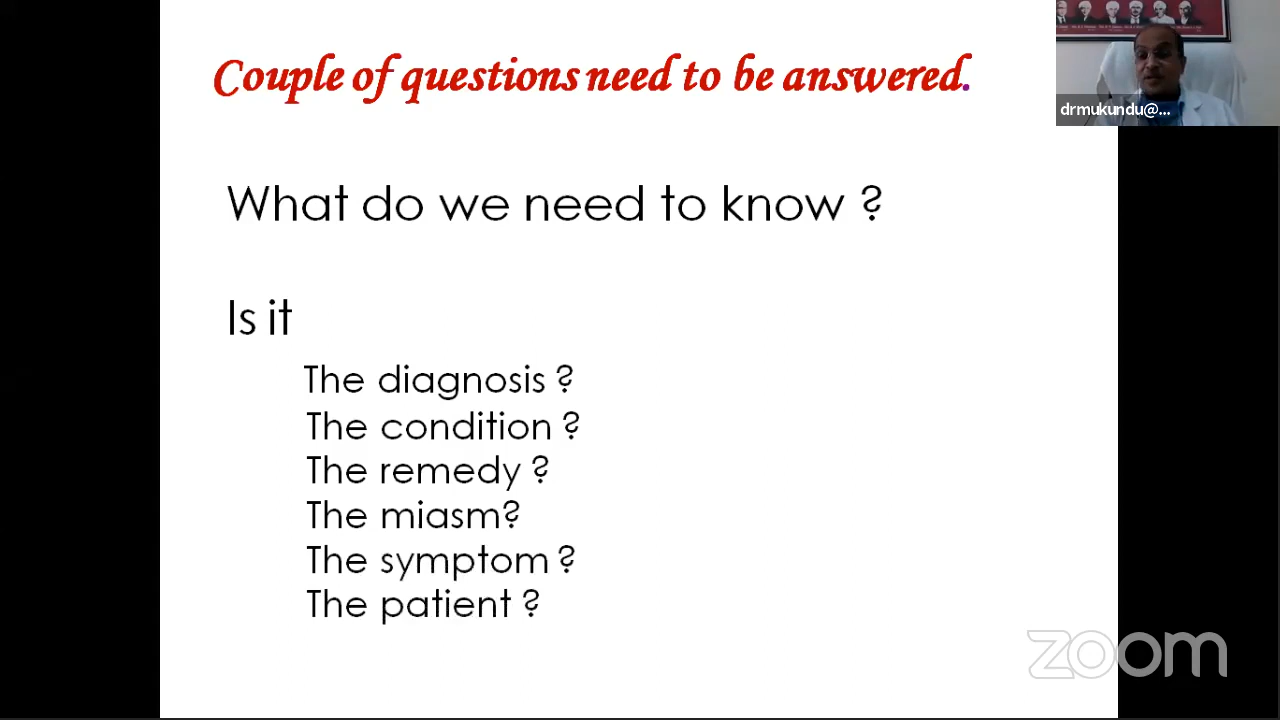 Couple of questions need to be answered.
drmukundu@...
What do we need to know ?
Is it
The diagnosis ?
The condition ?
The remedy ?
The miasm?
The symptom ?
The patient ?
zoom